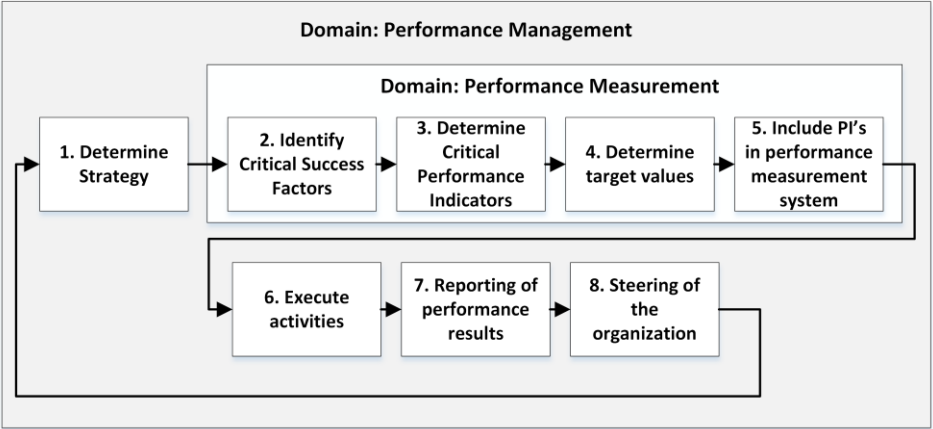 Domain: Performance Management
Domain: Performance Measurement
1. Determine
Strategy
2. Identify
Critical Success
Factors
3. Determine
Critical
Performance
Indicators
4. Determine
target values
5. Include PI's
in performance
measurement
system
6. Execute
activities
7. Reporting of
performance
results
8. Steering of
the
organization